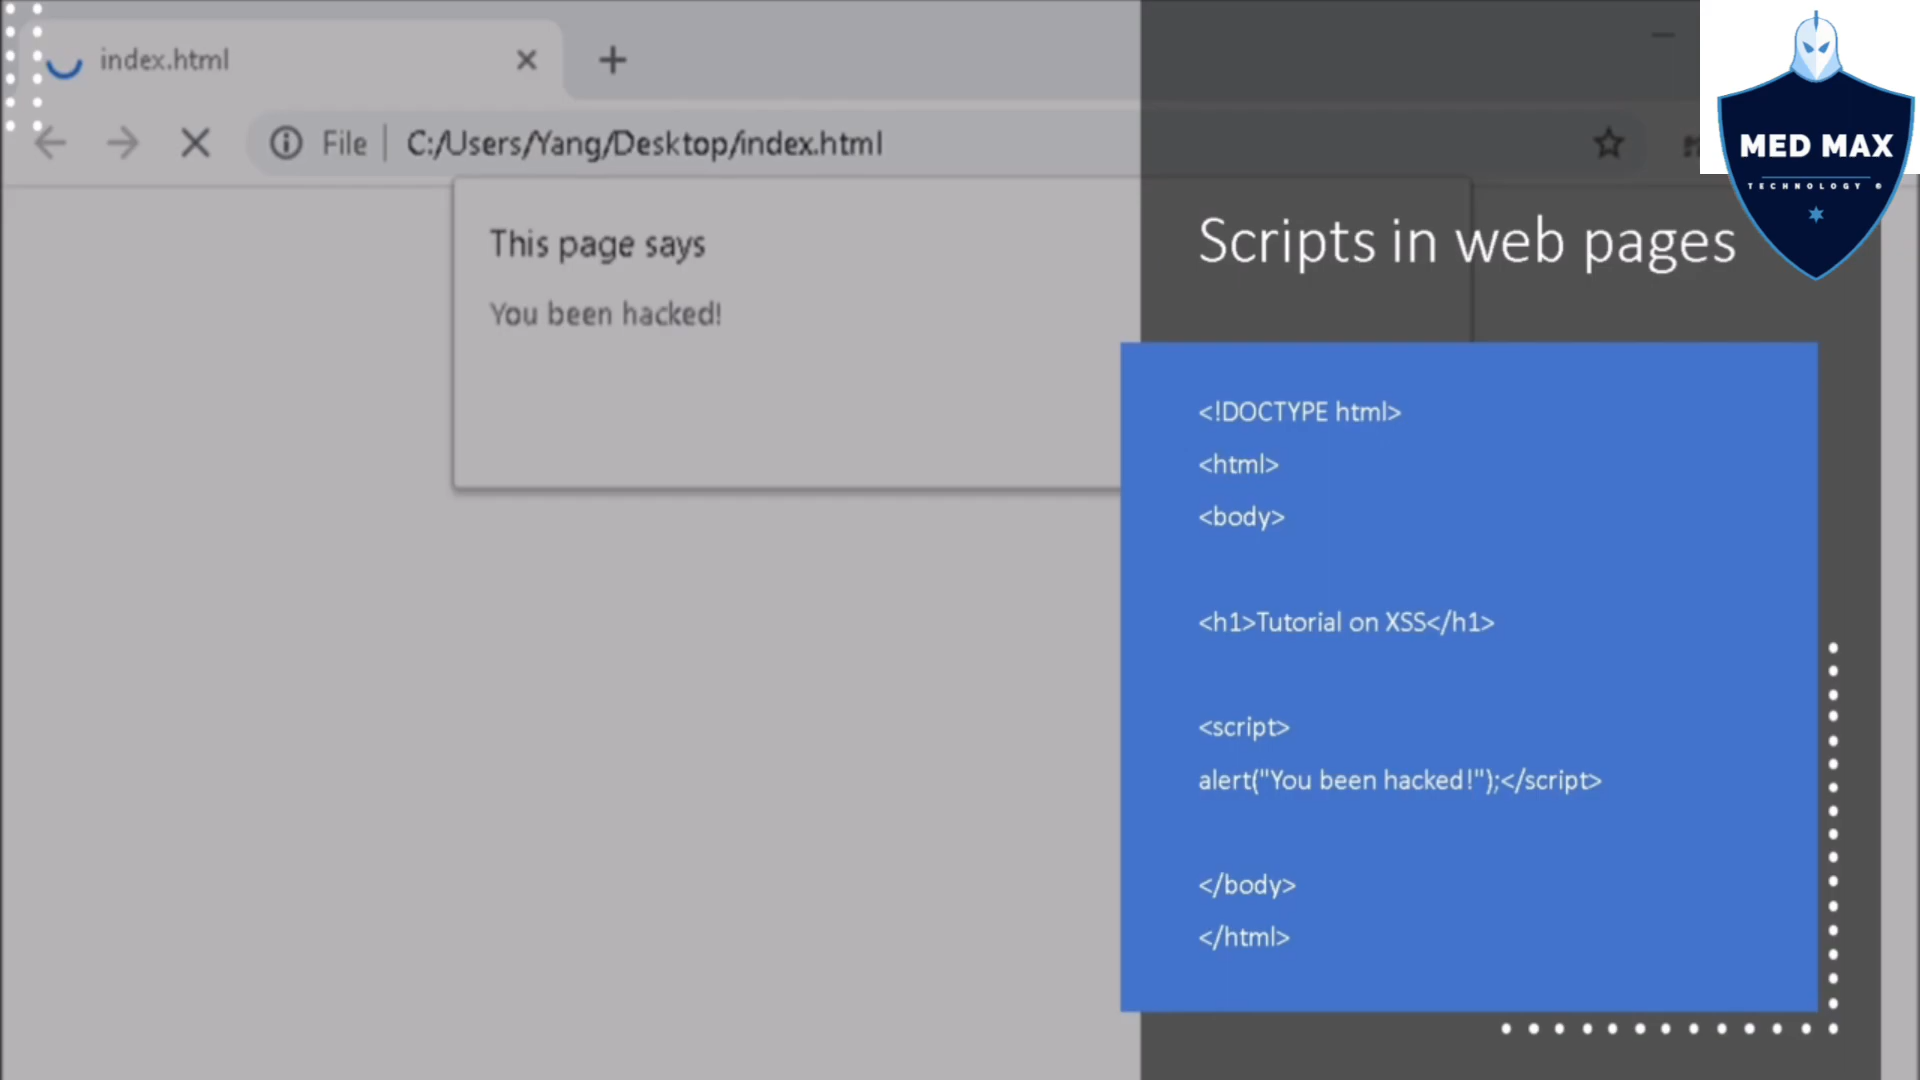 index.html
File
C:/Users/Yang/Desktop/index.html
This page says
You been hacked!
MED MAX
TECHNOLOGY ®
Scripts in web pages
<!DOCTYPE html>
<html>
<body>
<h1>Tutorial on XSS</h1>
<script>
alert("You been hacked!");</script>
</body>
</html>